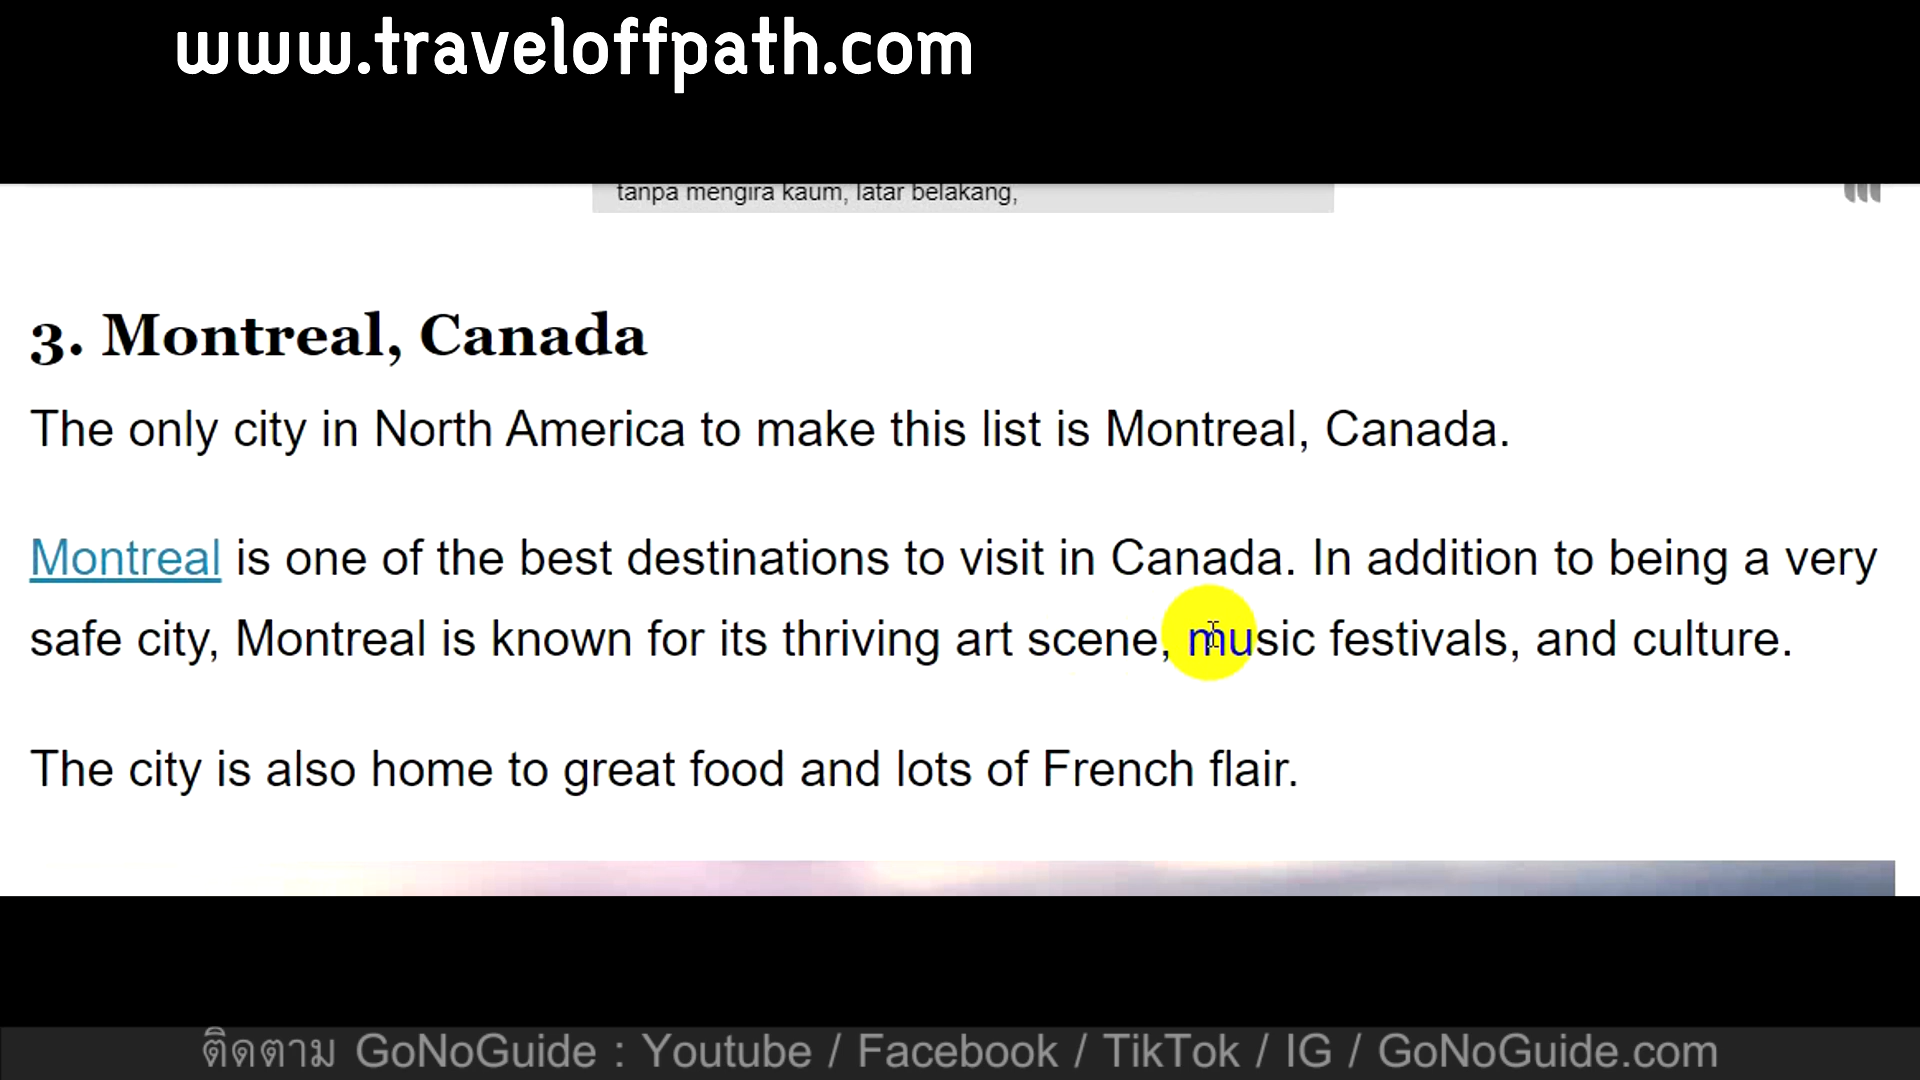 www.traveloffpath.com
tanpa mengira kaum, latar belakang,
3. Montreal, Canada
The only city in North America to make this list is Montreal, Canada.
Montreal is one of the best destinations to visit in Canada. In addition to being a very
safe city, Montreal is known for its thriving art scene, music festivals, and culture.
The city is also home to great food and lots of French flair.
ติดตาม GoNoGuide : Youtube / Facebook / TikTok / IG / GoNoGuide.com